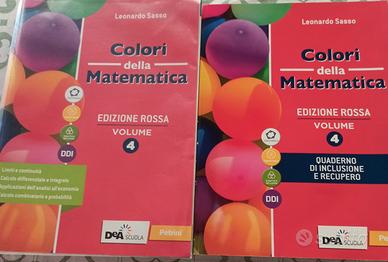 Leonardo Sasso
Colori
della
Matematica
EDIZIONE ROSSA
VOLUME
4
DDI
Limiti e continuità
Calcolo differenziale e integrale
Applicazioni dell'analisi all'economia
Calcolo combinatorio e probabilità
DeA SCUOLA
Petrini
Leonardo Sasso
Colori
della
Matematica
EDIZIONE ROSSA
VOLUME
4
QUADERNO
DI INCLUSIONE
E RECUPERO
DDI
DeA SCUOLA
Pe